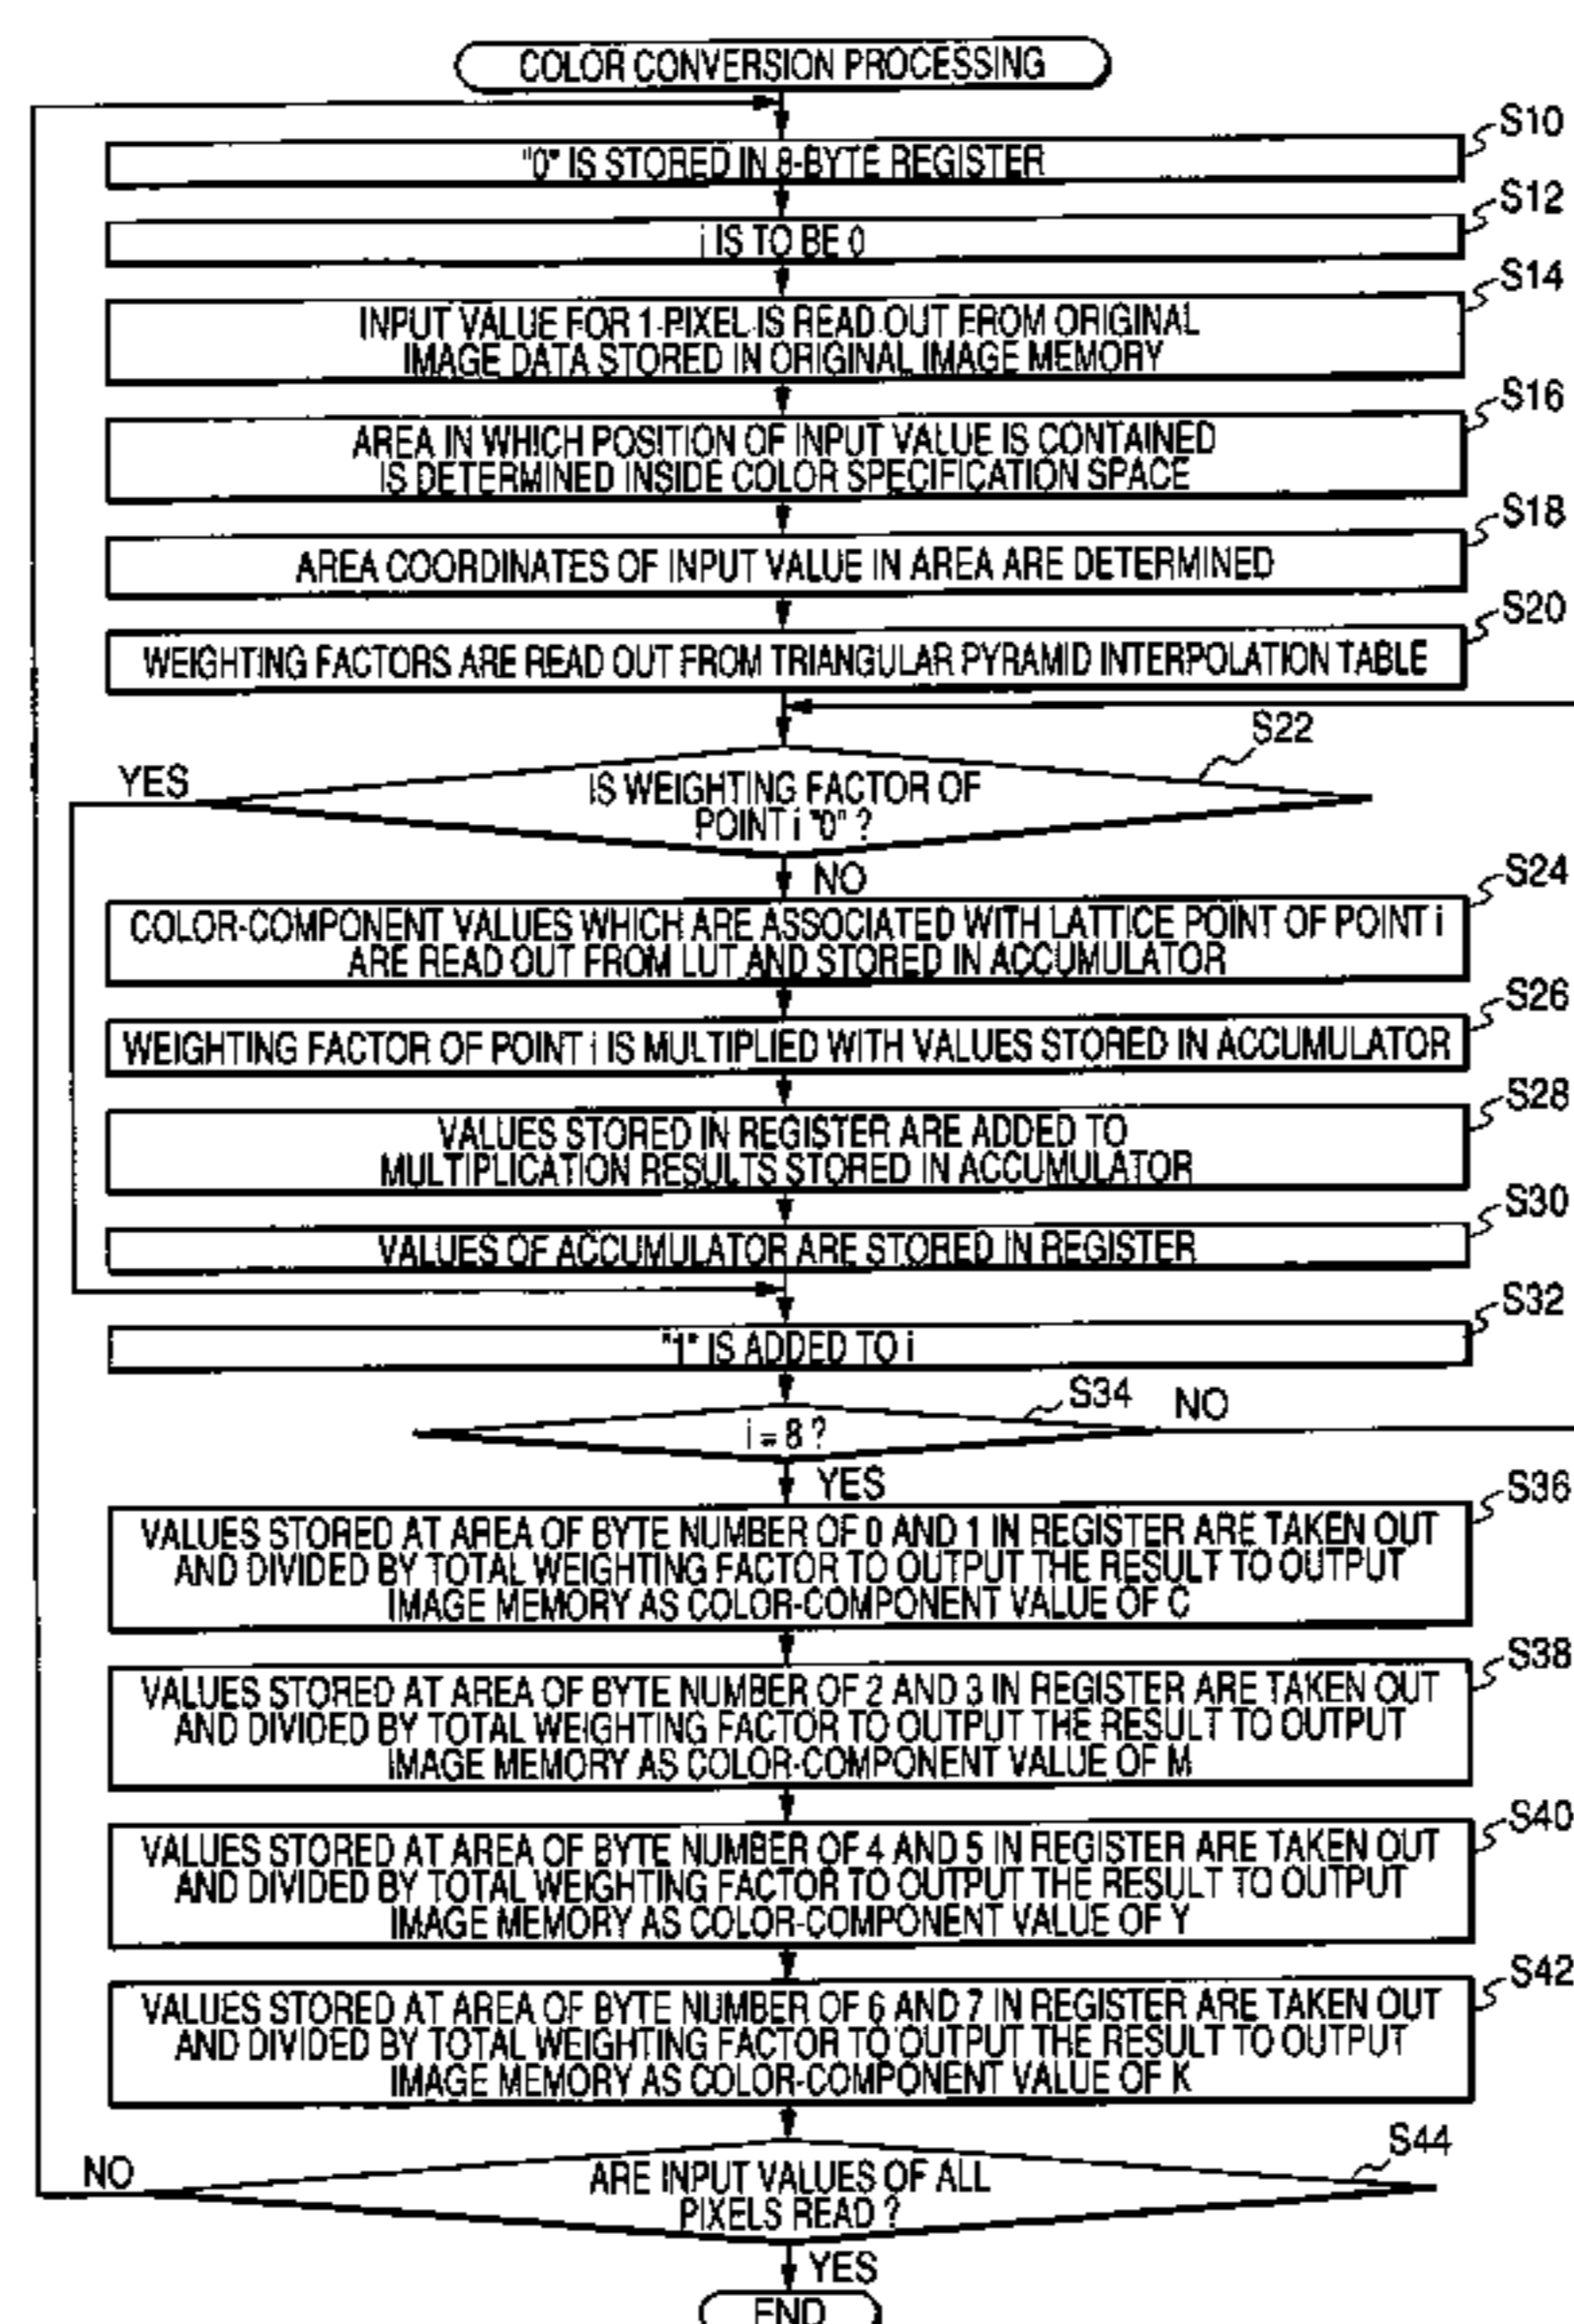 COLOR CONVERSION PROCESSING
S10
"0" IS STORED IN 8-BYTE REGISTER
S12
i IS TO BE 0
S14
INPUT VALUE FOR 1-PIXEL IS READ OUT FROM ORIGINAL
IMAGE DATA STORED IN ORIGINAL IMAGE MEMORY
S16
AREA IN WHICH POSITION OF INPUT VALUE IS CONTAINED
IS DETERMINED INSIDE COLOR SPECIFICATION SPACE
S18
AREA COORDINATES OF INPUT VALUE IN AREA ARE DETERMINED
S20
WEIGHTING FACTORS ARE READ OUT FROM TRIANGULAR PYRAMID INTERPOLATION TABLE
S22
YES
IS WEIGHTING FACTOR OF
POINT i "0" ?
NO
S24
COLOR-COMPONENT VALUES WHICH ARE ASSOCIATED WITH LATTICE POINT OF POINT i
ARE READ OUT FROM LUT AND STORED IN ACCUMULATOR
S26
WEIGHTING FACTOR OF POINT i IS MULTIPLIED WITH VALUES STORED IN ACCUMULATOR
S28
VALUES STORED IN REGISTER ARE ADDED TO
MULTIPLICATION RESULTS STORED IN ACCUMULATOR
S30
VALUES OF ACCUMULATOR ARE STORED IN REGISTER
S32
"1" IS ADDED TO i
S34
NO
i = 8 ?
YES
S36
VALUES STORED AT AREA OF BYTE NUMBER OF 0 AND 1 IN REGISTER ARE TAKEN OUT
AND DIVIDED BY TOTAL WEIGHTING FACTOR TO OUTPUT THE RESULT TO OUTPUT
IMAGE MEMORY AS COLOR-COMPONENT VALUE OF C
S38
VALUES STORED AT AREA OF BYTE NUMBER OF 2 AND 3 IN REGISTER ARE TAKEN OUT
AND DIVIDED BY TOTAL WEIGHTING FACTOR TO OUTPUT THE RESULT TO OUTPUT
IMAGE MEMORY AS COLOR-COMPONENT VALUE OF M
S40
VALUES STORED AT AREA OF BYTE NUMBER OF 4 AND 5 IN REGISTER ARE TAKEN OUT
AND DIVIDED BY TOTAL WEIGHTING FACTOR TO OUTPUT THE RESULT TO OUTPUT
IMAGE MEMORY AS COLOR-COMPONENT VALUE OF Y
S42
VALUES STORED AT AREA OF BYTE NUMBER OF 6 AND 7 IN REGISTER ARE TAKEN OUT
AND DIVIDED BY TOTAL WEIGHTING FACTOR TO OUTPUT THE RESULT TO OUTPUT
IMAGE MEMORY AS COLOR-COMPONENT VALUE OF K
S44
NO
ARE INPUT VALUES OF ALL
PIXELS READ ?
YES
END